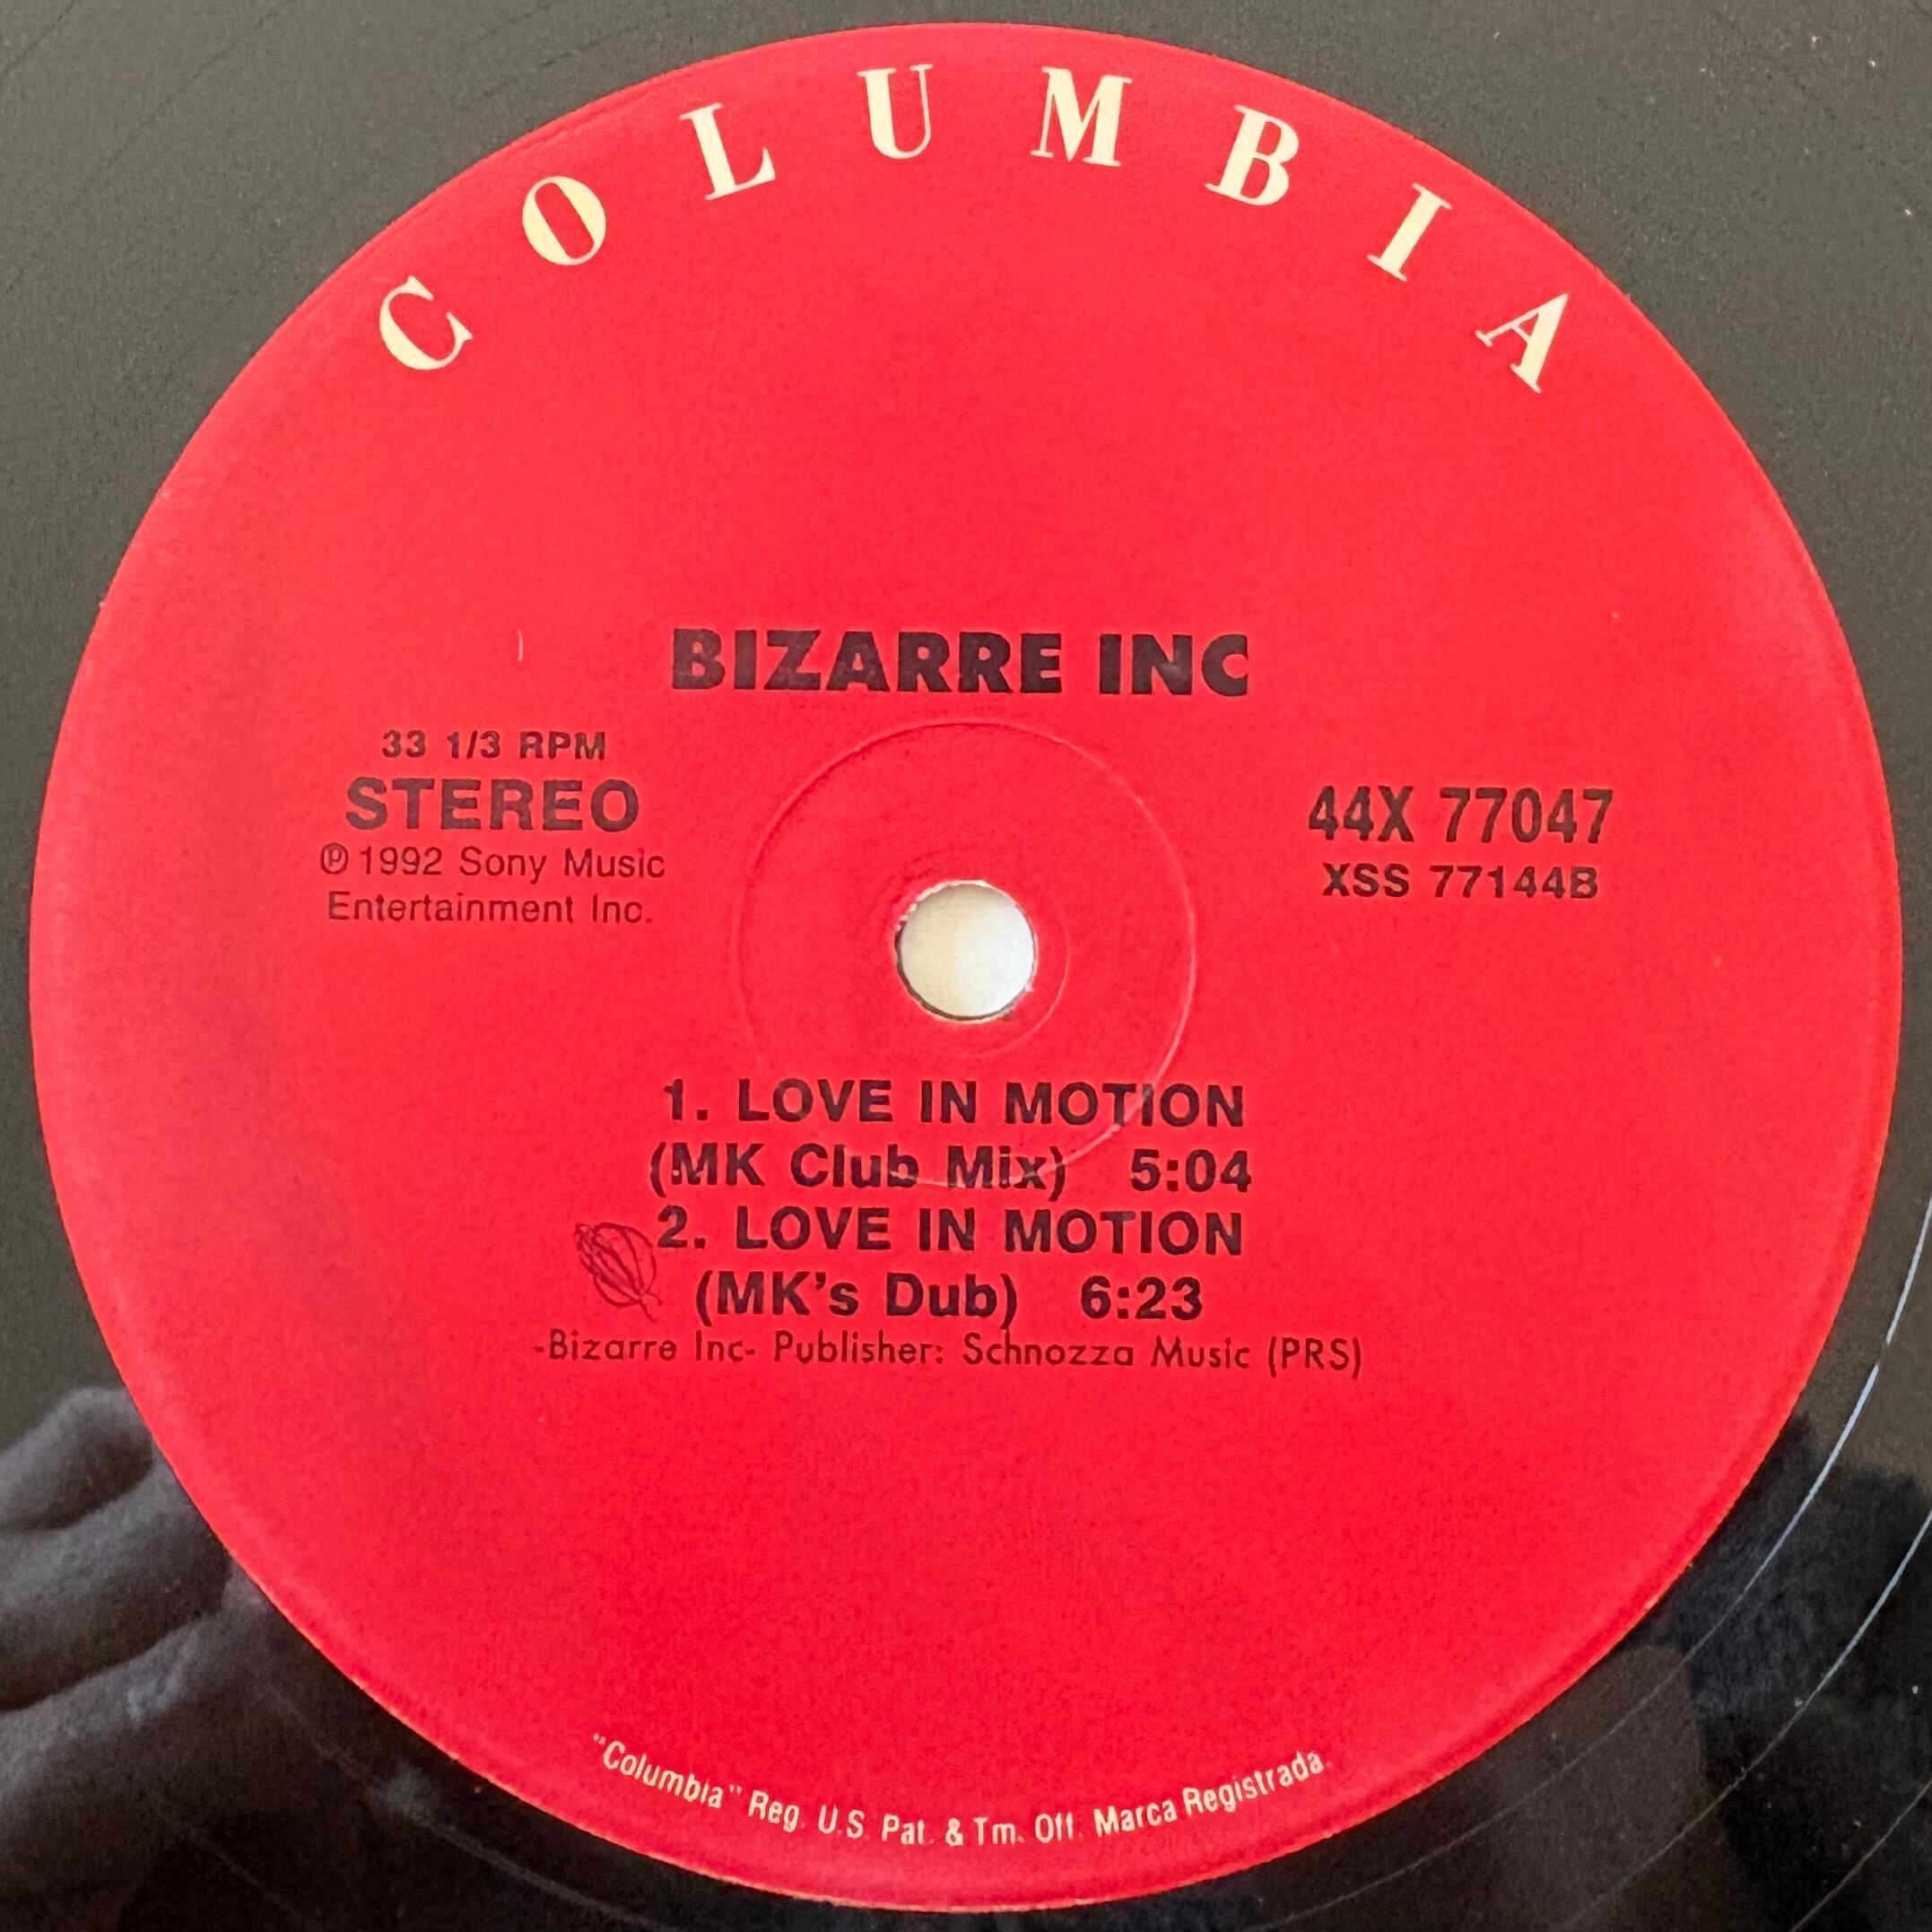 COLUMBIA
BIZARRE INC
33 1/3 RPM
STEREO
℗ 1992 Sony Music
Entertainment Inc.
44X 77047
XSS 77144B
1. LOVE IN MOTION
(MK Club Mix) 5:04
2. LOVE IN MOTION
(MK's Dub) 6:23
-Bizarre Inc- Publisher: Schnozza Music (PRS)
"Columbia" Reg. U.S. Pat. & Tm. Off. Marca Registrada.